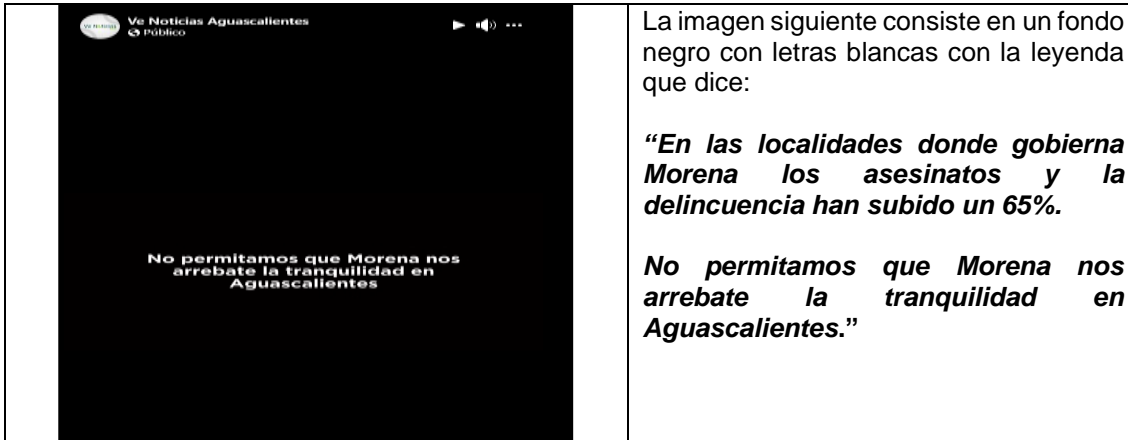 Ve Noticias
Ve Noticias Aguascalientes
Público
No permitamos que Morena nos
arrebate la tranquilidad en
Aguascalientes
La imagen siguiente consiste en un fondo
negro con letras blancas con la leyenda
que dice:
“En las localidades donde gobierna
Morena los asesinatos y la
delincuencia han subido un 65%.
No permitamos que Morena nos
arrebate la tranquilidad en
Aguascalientes.”